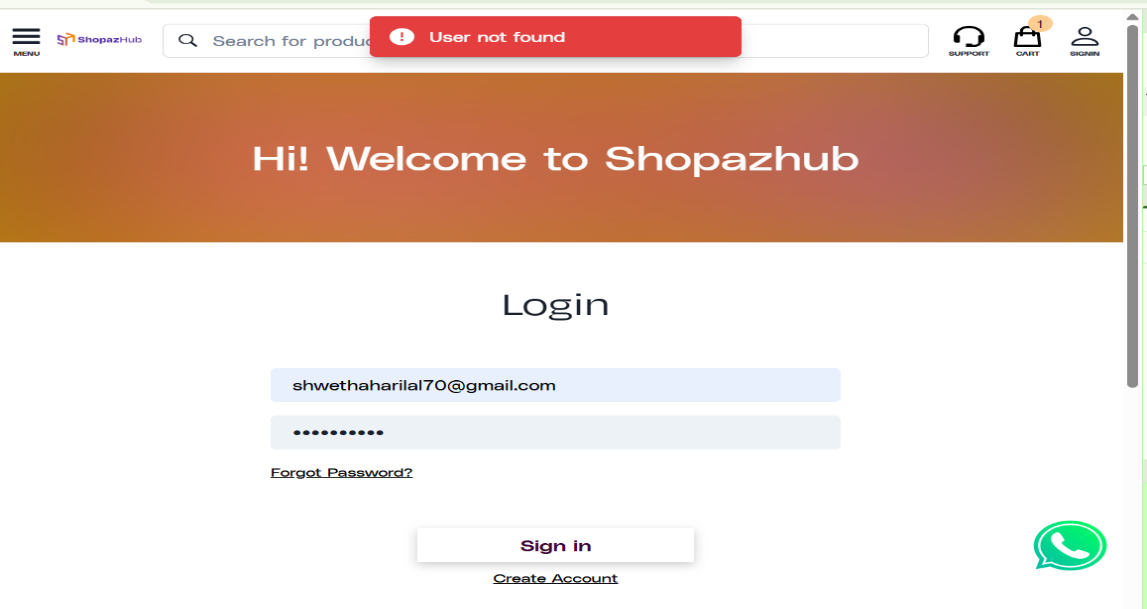 User not found
MENU
ShopazHub
Search for produc
SUPPORT
1
CART
SIGNIN
Hi! Welcome to Shopazhub
Login
shwethaharilal70@gmail.com
••••••••••
Forgot Password?
Sign in
Create Account